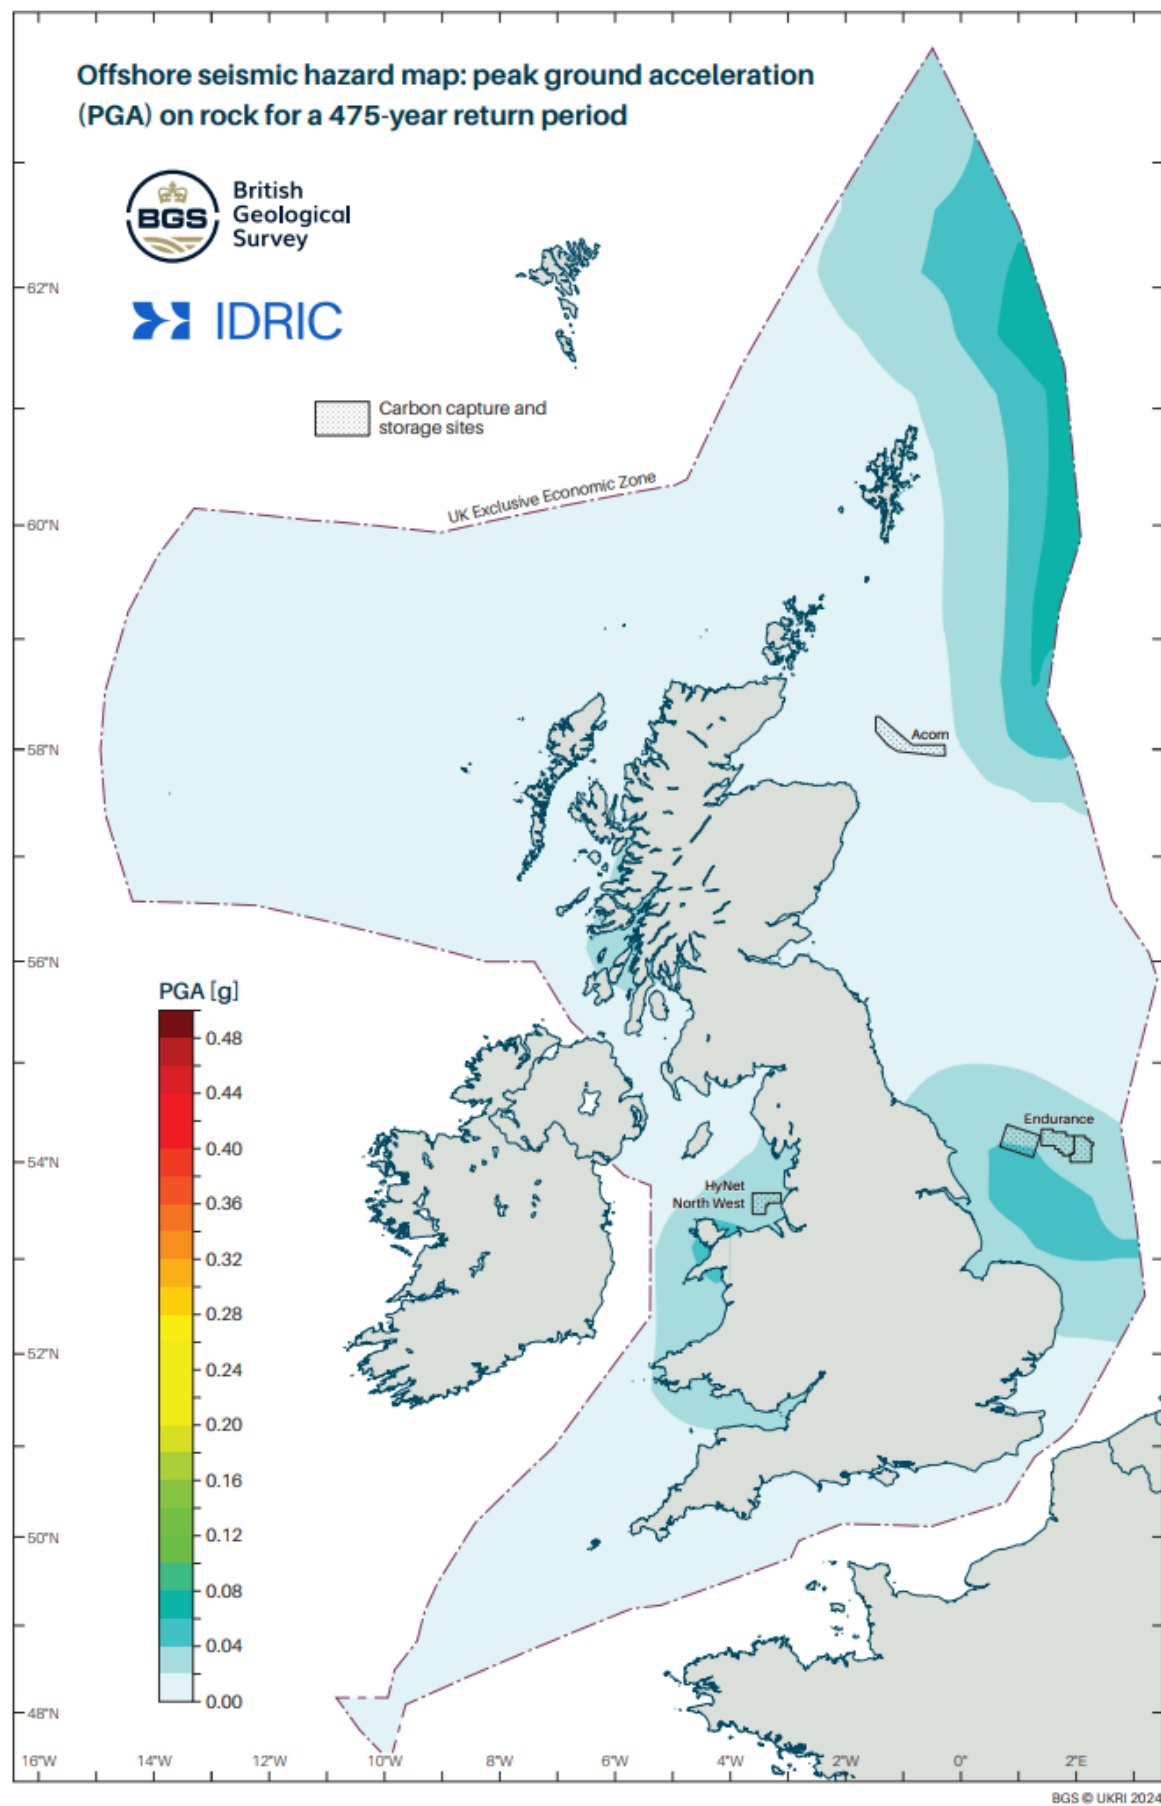 Offshore seismic hazard map: peak ground acceleration
(PGA) on rock for a 475-year return period
BGS
British
Geological
Survey
IDRIC
Carbon capture and
storage sites
UK Exclusive Economic Zone
62°N
60°N
58°N
56°N
54°N
52°N
50°N
48°N
Acorn
Endurance
HyNet
North West
PGA [g]
0.48
0.44
0.40
0.36
0.32
0.28
0.24
0.20
0.16
0.12
0.08
0.04
0.00
16°W 14°W 12°W 10°W 8°W 6°W 4°W 2°W 0° 2°E
BGS © UKRI 2024